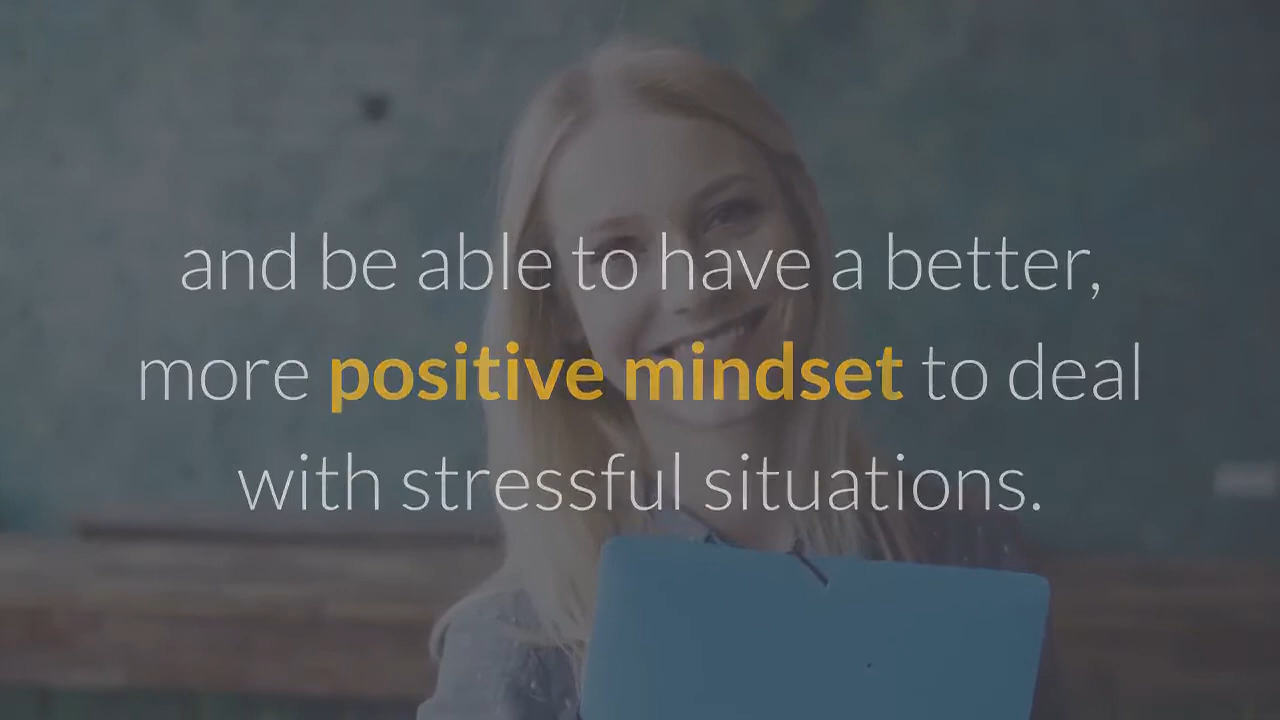 and be able to have a better,
more positive mindset to deal
with stressful situations.